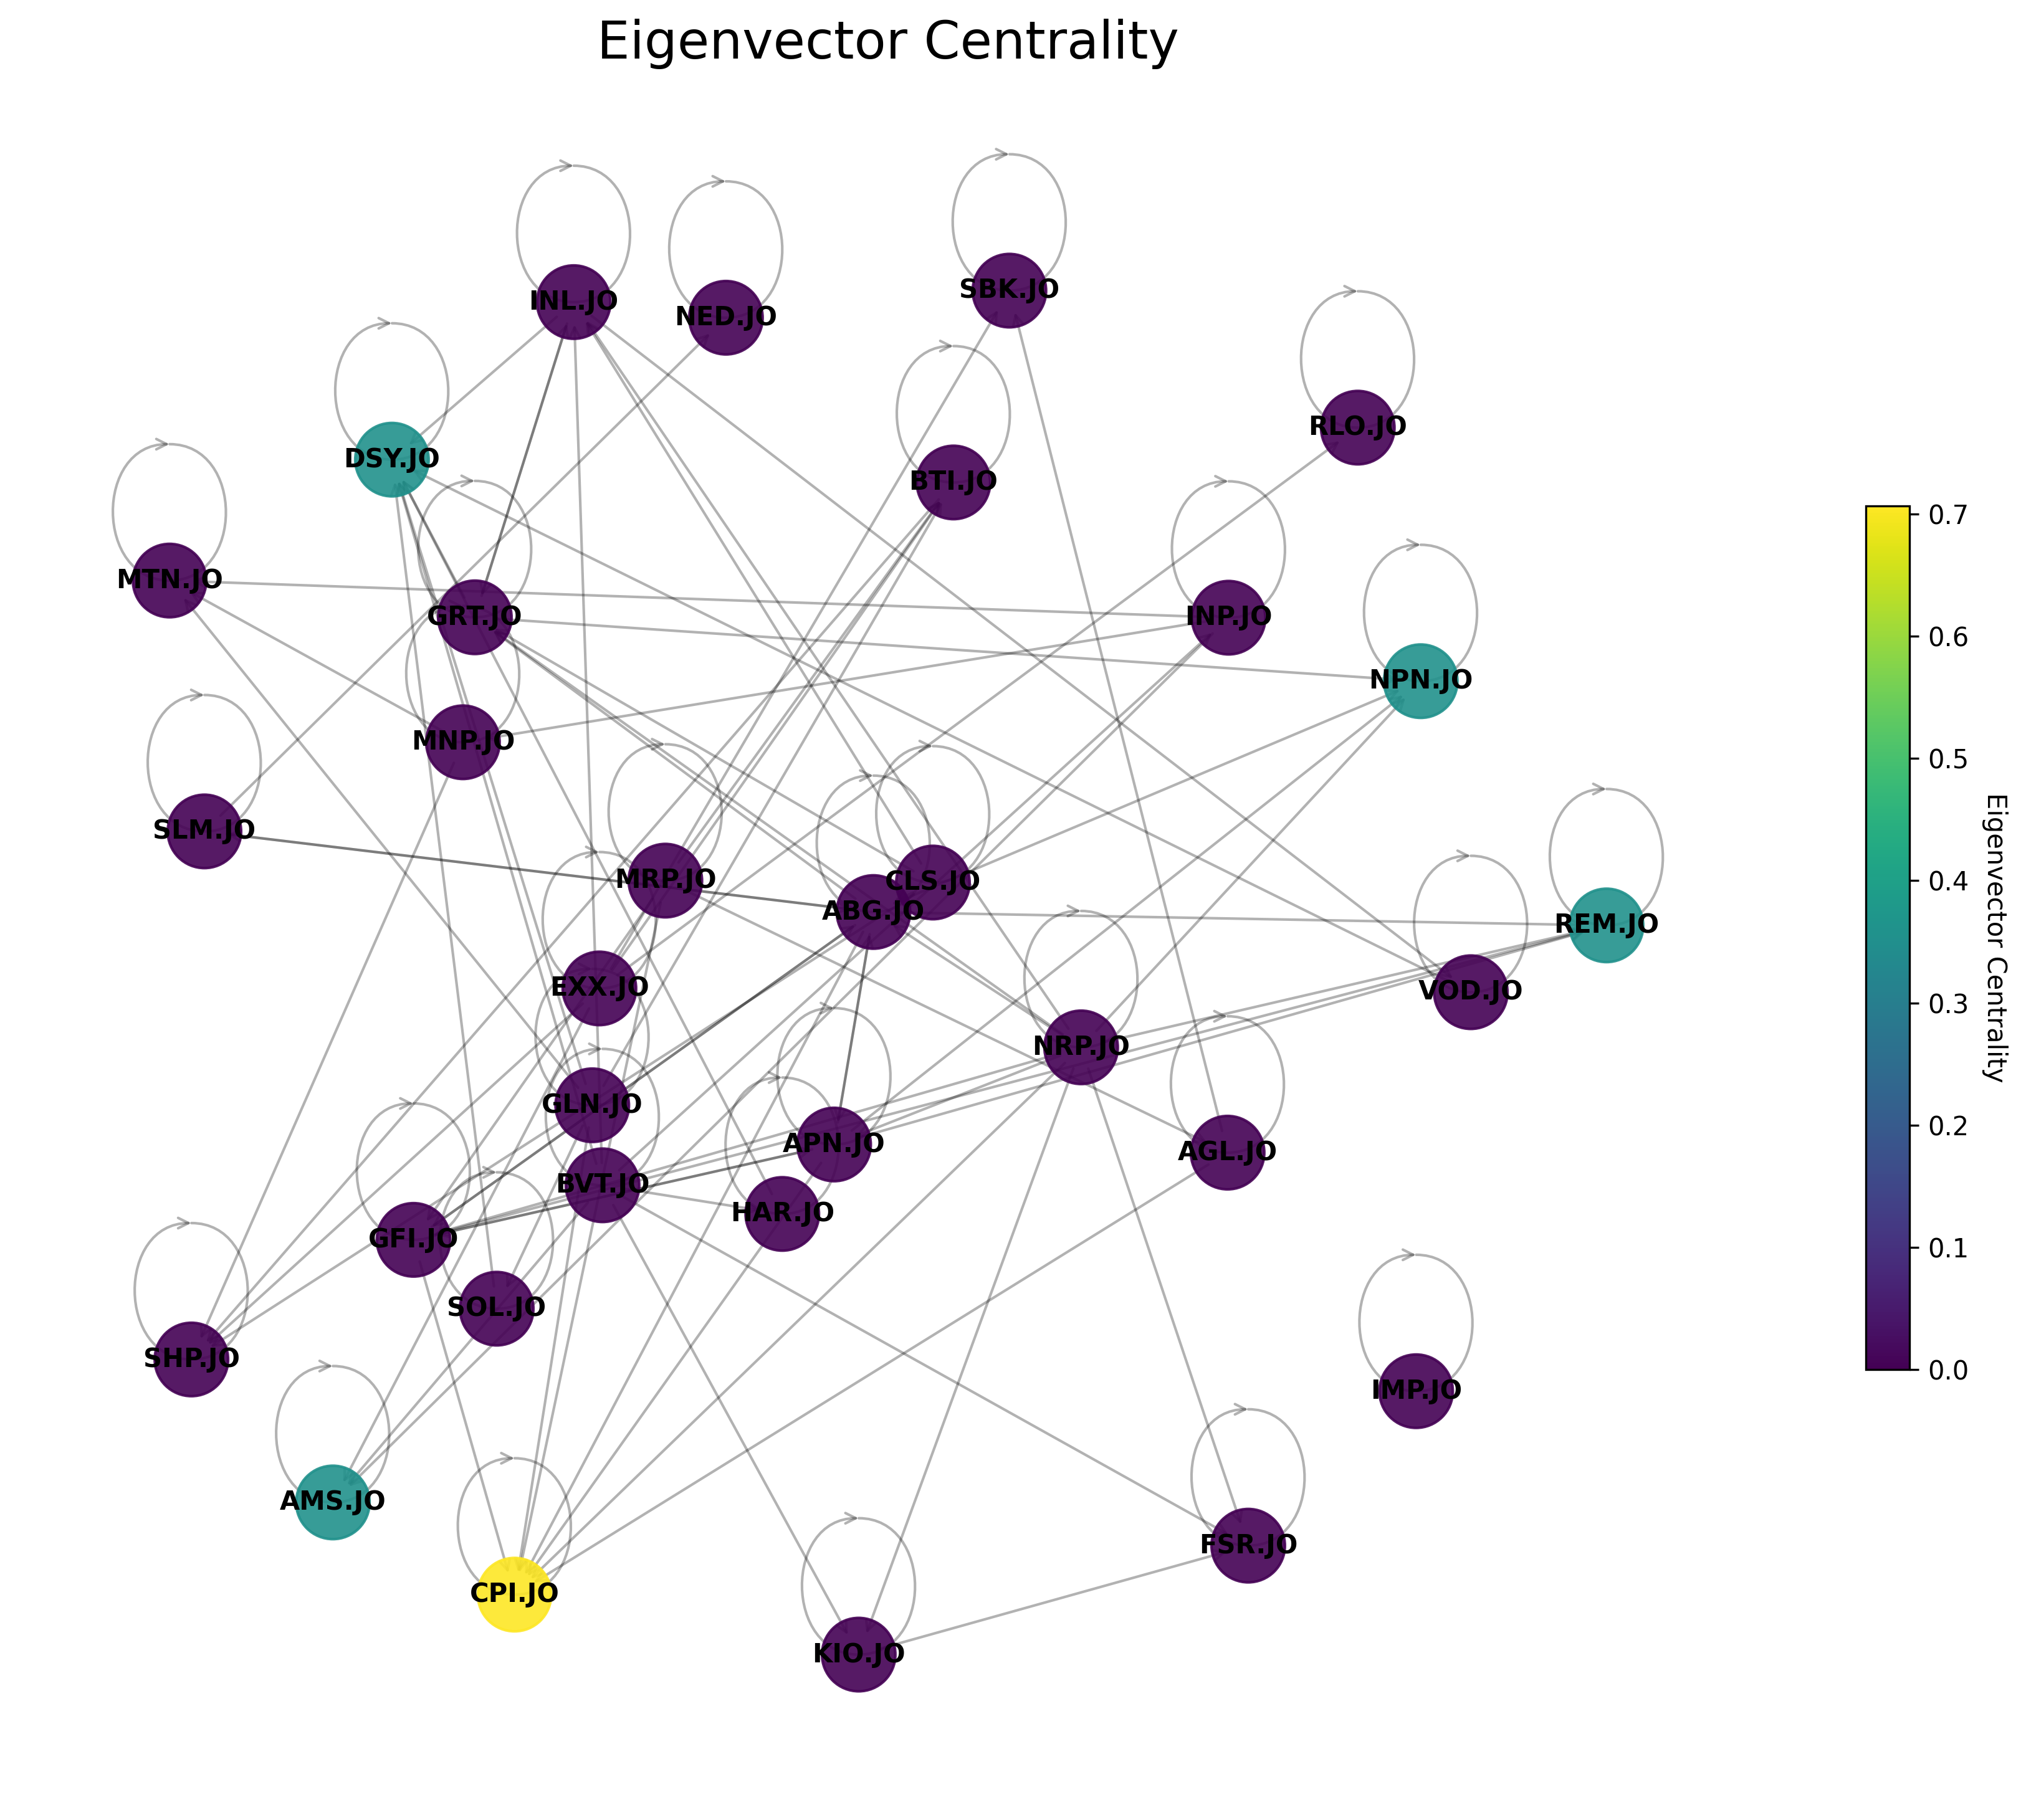 Eigenvector Centrality
INL.JO
NED.JO
SBK.JO
RLO.JO
DSY.JO
BTI.JO
MTN.JO
GRT.JO
INP.JO
NPN.JO
MNP.JO
SLM.JO
MRP.JO
CLS.JO
ABG.JO
REM.JO
EXX.JO
VOD.JO
NRP.JO
GLN.JO
APN.JO
AGL.JO
BVT.JO
HAR.JO
GFI.JO
SOL.JO
SHP.JO
IMP.JO
AMS.JO
FSR.JO
CPI.JO
KIO.JO
0.7
0.6
0.5
0.4
0.3
0.2
0.1
0.0
Eigenvector Centrality